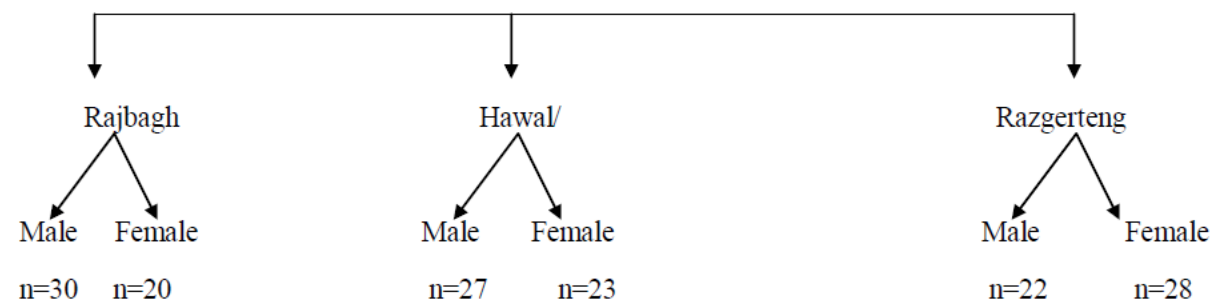 Rajbagh Hawal/ Razgerteng
Male Female Male Female Male Female
n=30 n=20 n=27 n=23 n=22 n=28